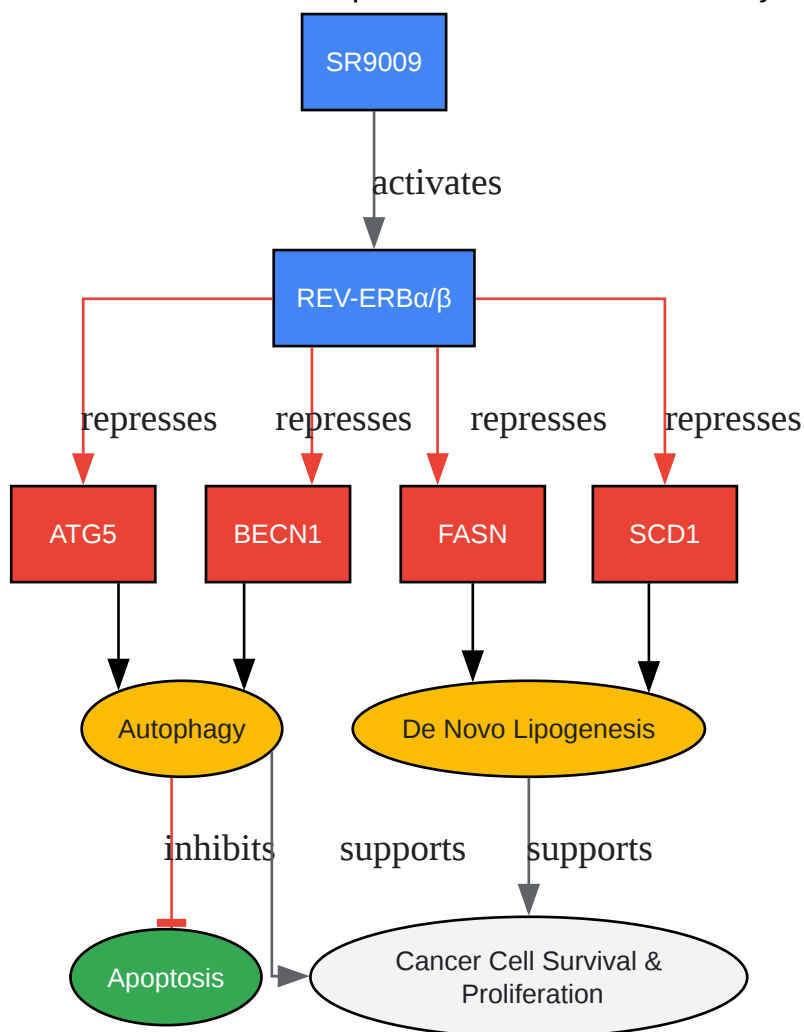 SR9009
activates
REV-ERBα/β
represses represses represses represses
ATG5 BECN1 FASN SCD1
Autophagy De Novo Lipogenesis
inhibits supports supports
Apoptosis
Cancer Cell Survival &
Proliferation